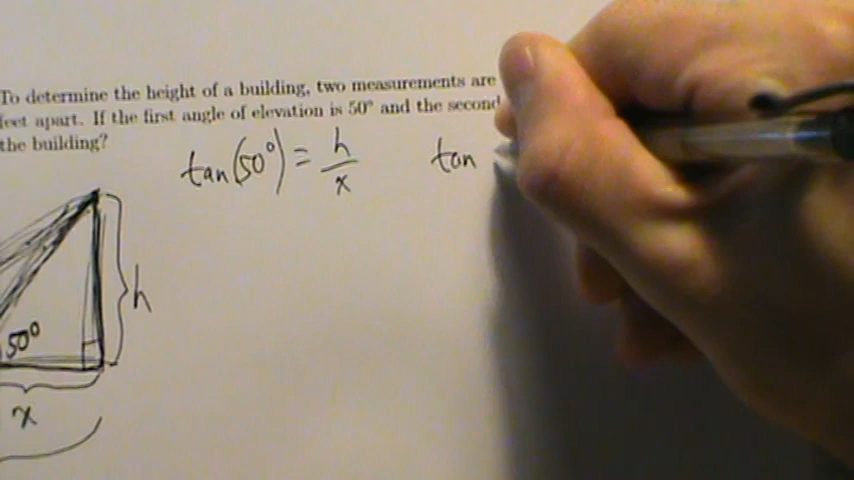 To determine the height of a building, two measurements are
feet apart. If the first angle of elevation is 50° and the second
the building?
tan(50°) = h/x tan
h
50°
x